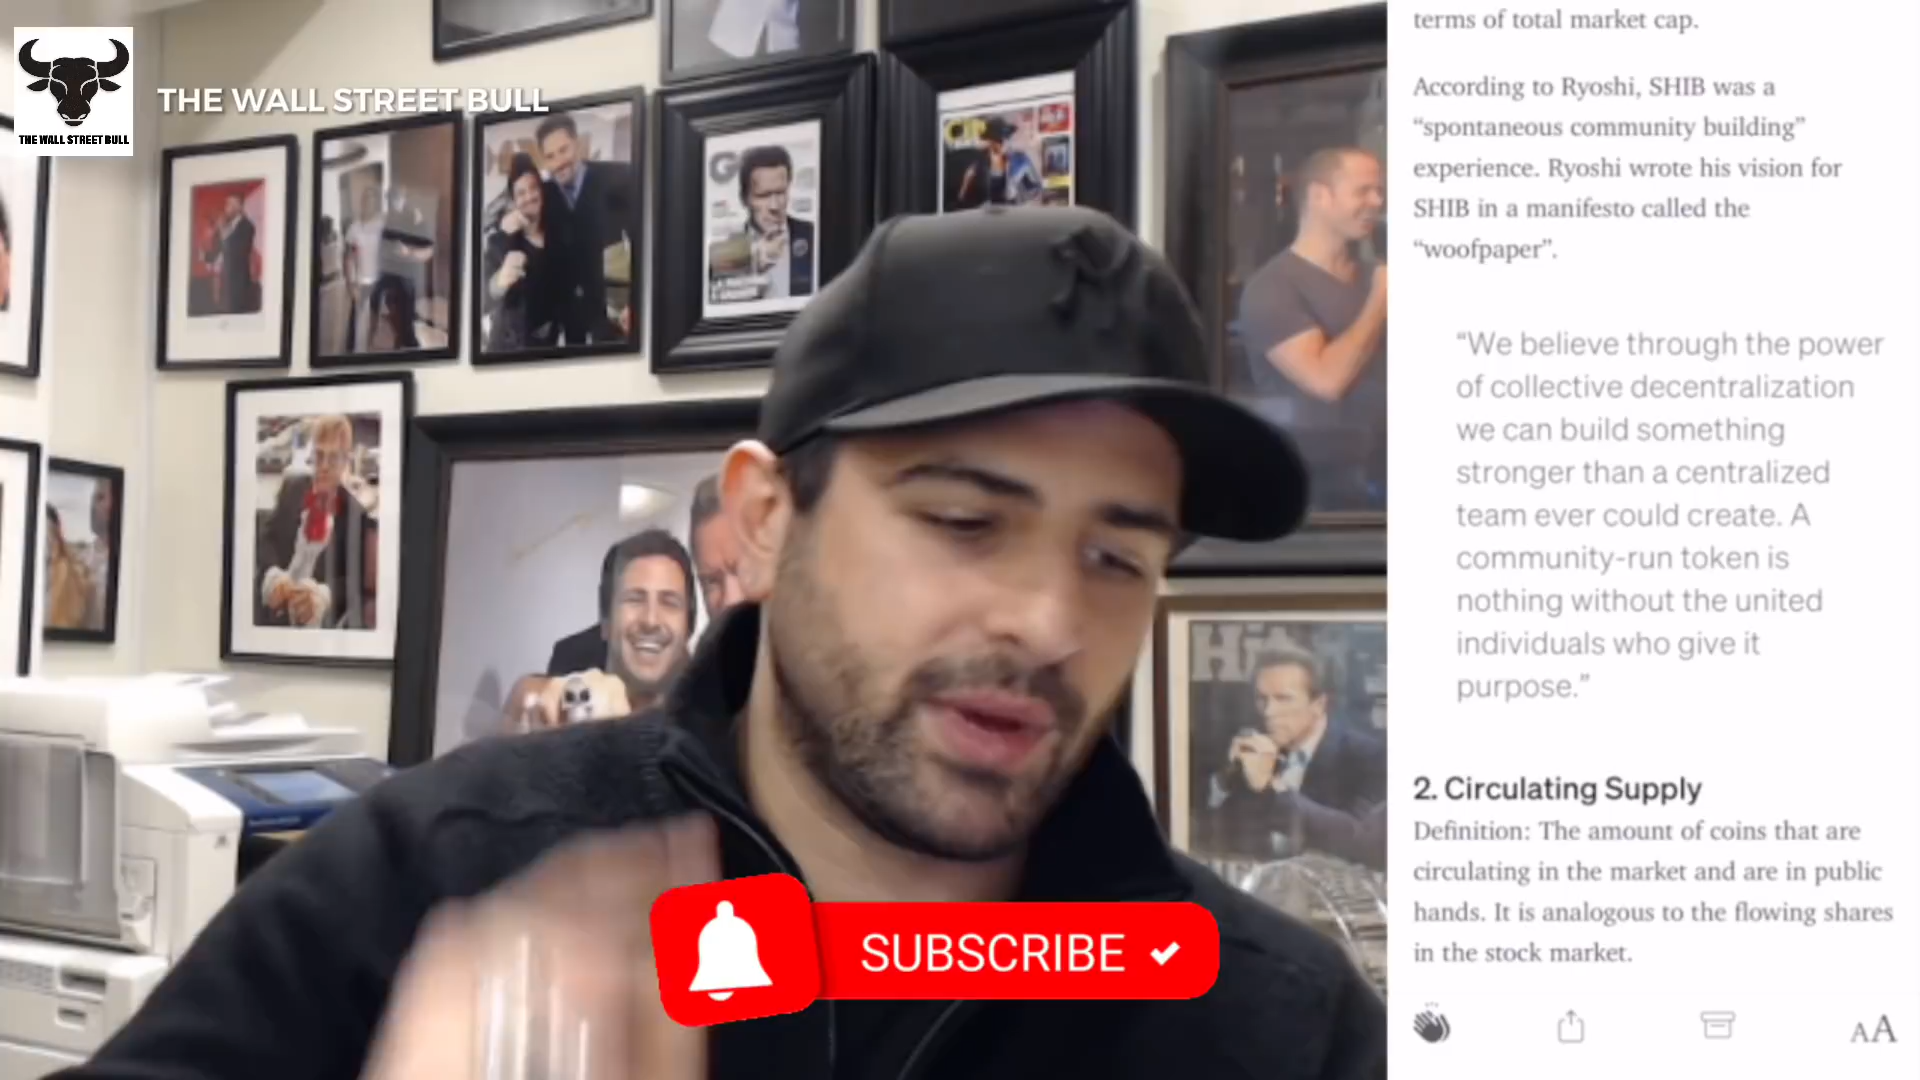 THE WALL STREET BULL
THE WALL STREET BULL
terms of total market cap.
According to Ryoshi, SHIB was a
“spontaneous community building”
experience. Ryoshi wrote his vision for
SHIB in a manifesto called the
“woofpaper”.
“We believe through the power
of collective decentralization
we can build something
stronger than a centralized
team ever could create. A
community-run token is
nothing without the united
individuals who give it
purpose.”
2. Circulating Supply
Definition: The amount of coins that are
circulating in the market and are in public
hands. It is analogous to the flowing shares
in the stock market.
AA
SUBSCRIBE